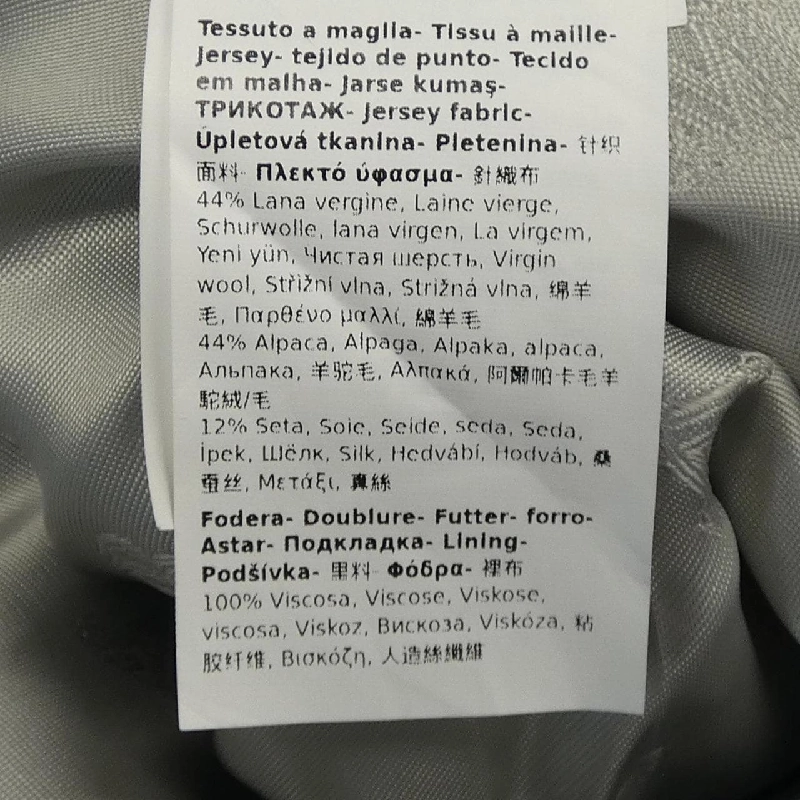 Tessuto a maglia- Tissu à maille-
Jersey- tejido de punto- Tecido
em malha- Jarse kumaş-
ТРИКОТАЖ- Jersey fabric-
Úpletová tkanina- Pletenina- 针织
面料- Πλεκτό ύφασμα- 針織布
44% Lana vergine, Laine vierge,
Schurwolle, lana virgen, La virgem,
Yeni yün, Чистая шерсть, Virgin
wool, Střižní vlna, Strižná vlna, 绵羊
毛, Παρθένο μαλλί, 綿羊毛
44% Alpaca, Alpaga, Alpaka, alpaca,
Альпака, 羊驼毛, Αλπακά, 阿爾帕卡毛羊
駝絨/毛
12% Seta, Soie, Seide, seda, Seda,
İpek, Шёлк, Silk, Hedvábí, Hodváb, 桑
蚕丝, Μετάξι, 真絲
Fodera- Doublure- Futter- forro-
Astar- Подкладка- Lining-
Podšívka- 里料- Φόδρα- 裡布
100% Viscosa, Viscose, Viskose,
viscosa, Viskoz, Вискоза, Viskóza, 粘
胶纤维, Βισκόζη, 人造絲纖維